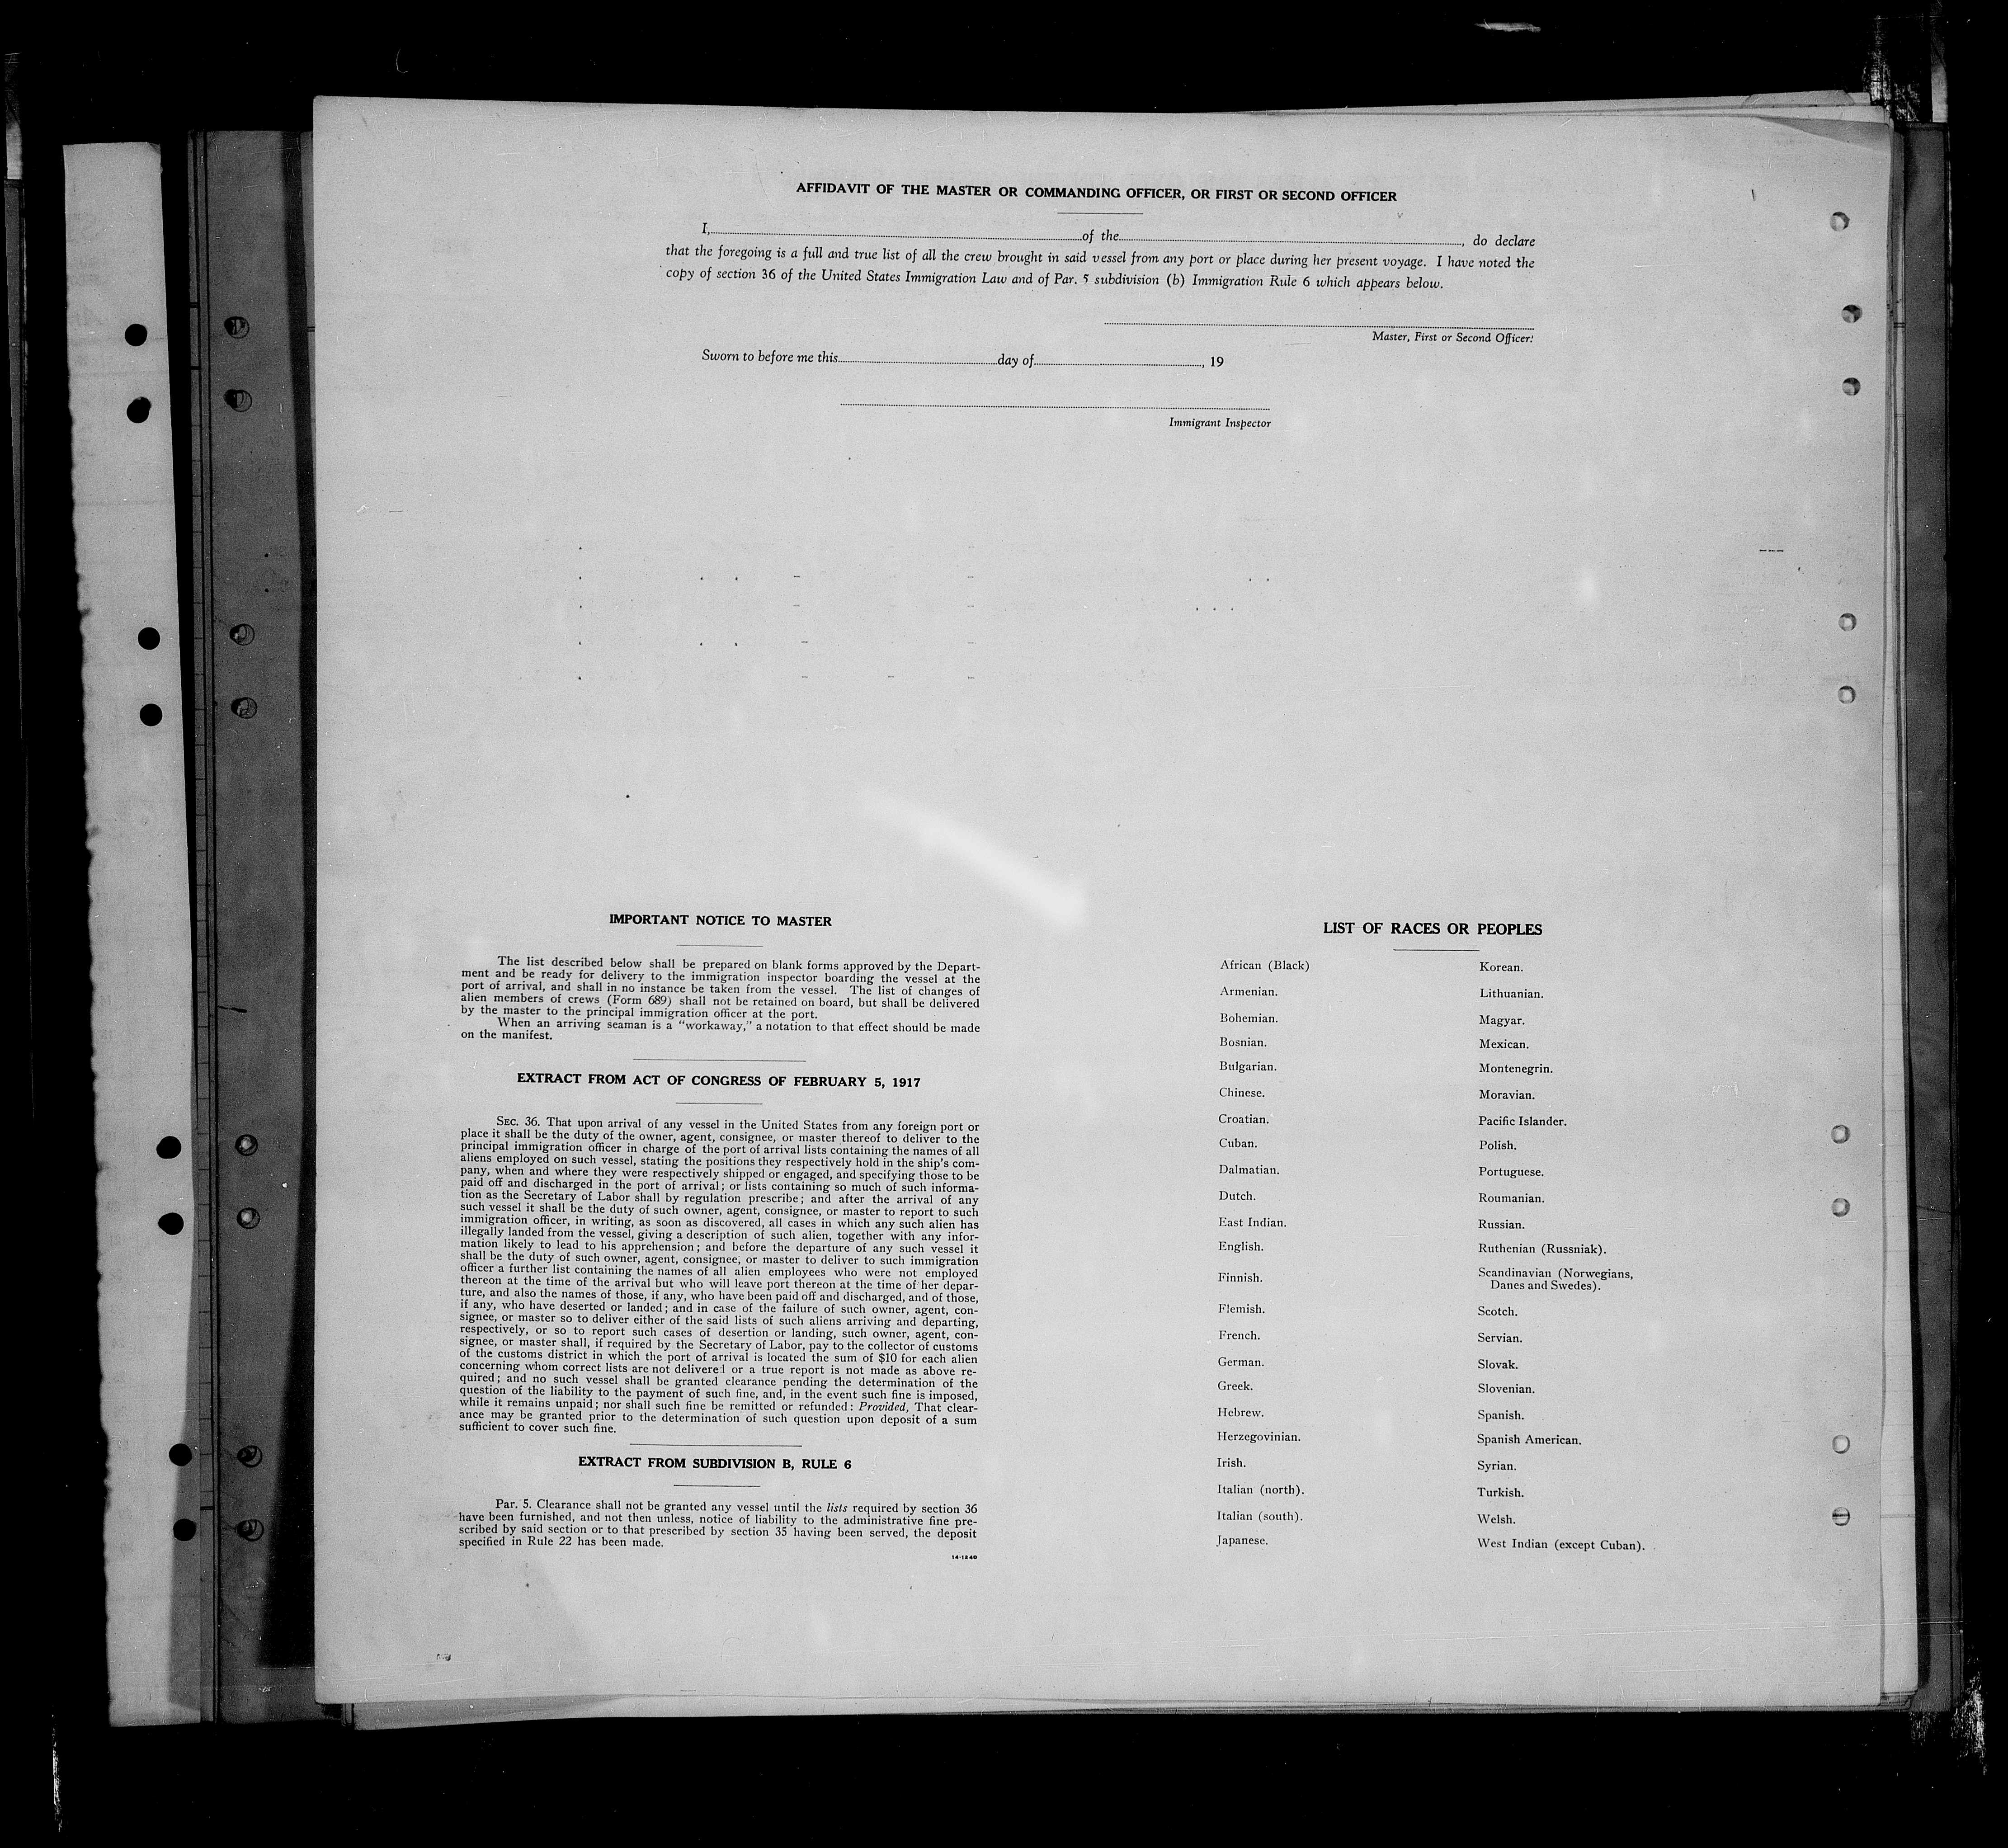 AFFIDAVIT OF THE MASTER OR COMMANDING OFFICER, OR FIRST OR SECOND OFFICER
I, of the , do declare
that the foregoing is a full and true list of all the crew brought in said vessel from any port or place during her present voyage. I have noted the
copy of section 36 of the United States Immigration Law and of Par. 5 subdivision (b) Immigration Rule 6 which appears below.
Master, First or Second Officer.
Sworn to before me this day of , 19
Immigrant Inspector
IMPORTANT NOTICE TO MASTER
The list described below shall be prepared on blank forms approved by the Depart-
ment and be ready for delivery to the immigration inspector boarding the vessel at the
port of arrival, and shall in no instance be taken from the vessel. The list of changes of
alien members of crews (Form 689) shall not be retained on board, but shall be delivered
by the master to the principal immigration officer at the port.
When an arriving seaman is a "workaway," a notation to that effect should be made
on the manifest.
EXTRACT FROM ACT OF CONGRESS OF FEBRUARY 5, 1917
SEC. 36. That upon arrival of any vessel in the United States from any foreign port or
place it shall be the duty of the owner, agent, consignee, or master thereof to deliver to the
principal immigration officer in charge of the port of arrival lists containing the names of all
aliens employed on such vessel, stating the positions they respectively hold in the ship's com-
pany, when and where they were respectively shipped or engaged, and specifying those to be
paid off and discharged in the port of arrival; or lists containing so much of such informa-
tion as the Secretary of Labor shall by regulation prescribe; and after the arrival of any
such vessel it shall be the duty of such owner, agent, consignee, or master to report to such
immigration officer, in writing, as soon as discovered, all cases in which any such alien has
illegally landed from the vessel, giving a description of such alien, together with any infor-
mation likely to lead to his apprehension; and before the departure of any such vessel it
shall be the duty of such owner, agent, consignee, or master to deliver to such immigration
officer a further list containing the names of all alien employees who were not employed
thereon at the time of the arrival but who will leave port thereon at the time of her depar-
ture, and also the names of those, if any, who have been paid off and discharged, and of those,
if any, who have deserted or landed; and in case of the failure of such owner, agent, con-
signee, or master so to deliver either of the said lists of such aliens arriving and departing,
respectively, or so to report such cases of desertion or landing, such owner, agent, con-
signee, or master shall, if required by the Secretary of Labor, pay to the collector of customs
of the customs district in which the port of arrival is located the sum of $10 for each alien
concerning whom correct lists are not delivered or a true report is not made as above re-
quired; and no such vessel shall be granted clearance pending the determination of the
question of the liability to the payment of such fine, and, in the event such fine is imposed,
while it remains unpaid; nor shall such fine be remitted or refunded: Provided, That clear-
ance may be granted prior to the determination of such question upon deposit of a sum
sufficient to cover such fine.
EXTRACT FROM SUBDIVISION B, RULE 6
Par. 5. Clearance shall not be granted any vessel until the lists required by section 36
have been furnished, and not then unless, notice of liability to the administrative fine pre-
scribed by said section or to that prescribed by section 35 having been served, the deposit
specified in Rule 22 has been made.
14-1240
LIST OF RACES OR PEOPLES
African (Black)
Armenian.
Bohemian.
Bosnian.
Bulgarian.
Chinese.
Croatian.
Cuban.
Dalmatian.
Dutch.
East Indian.
English.
Finnish.
Flemish.
French.
German.
Greek.
Hebrew.
Herzegovinian.
Irish.
Italian (north).
Italian (south).
Japanese.
Korean.
Lithuanian.
Magyar.
Mexican.
Montenegrin.
Moravian.
Pacific Islander.
Polish.
Portuguese.
Roumanian.
Russian.
Ruthenian (Russniak).
Scandinavian (Norwegians,
Danes and Swedes).
Scotch.
Servian.
Slovak.
Slovenian.
Spanish.
Spanish American.
Syrian.
Turkish.
Welsh.
West Indian (except Cuban).